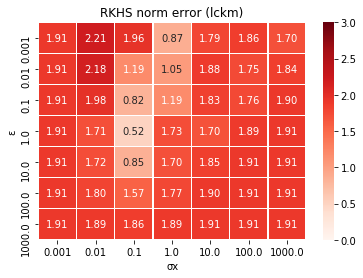 RKHS norm error (lckm)
0.001 1.91 2.21 1.96 0.87 1.79 1.86 1.70
0.01 1.91 2.18 1.19 1.05 1.88 1.75 1.84
0.1 1.91 1.98 0.82 1.19 1.83 1.76 1.90
1.0 1.91 1.71 0.52 1.73 1.70 1.89 1.91
10.0 1.91 1.72 0.85 1.70 1.85 1.91 1.91
100.0 1.91 1.80 1.57 1.77 1.90 1.91 1.91
1000.0 1.91 1.89 1.86 1.89 1.91 1.91 1.91
0.001 0.01 0.1 1.0 10.0 100.0 1000.0
σx
ε
3.0
2.5
2.0
1.5
1.0
0.5
0.0